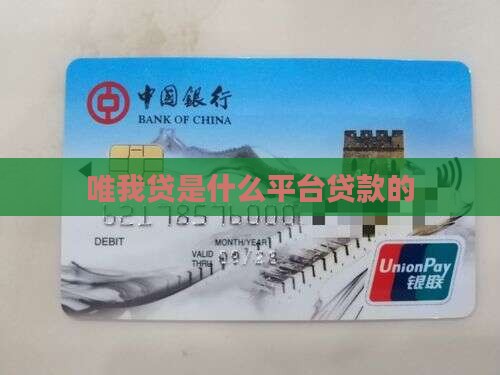 中国银行
BANK OF CHINA
唯我贷是什么平台贷款的
DEBIT
MONTH/YEAR
VALID
THRU
UnionPay
银联